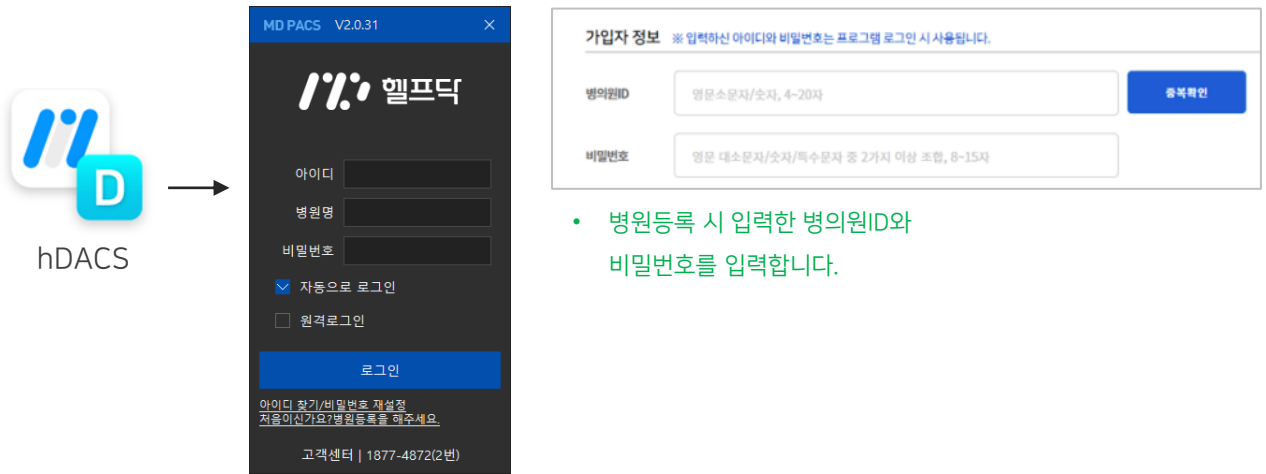 D
hDACS
MD PACS V2.0.31
헬프닥
아이디
병원명
비밀번호
자동으로 로그인
원격로그인
로그인
아이디 찾기/비밀번호 재설정
처음이신가요?병원등록을 해주세요.
고객센터 | 1877-4872(2번)
가입자 정보 ※ 입력하신 아이디와 비밀번호는 프로그램 로그인 시 사용됩니다.
병의원ID 영문소문자/숫자, 4~20자 중복확인
비밀번호 영문 대소문자/숫자/특수문자 중 2가지 이상 조합, 8~15자
• 병원등록 시 입력한 병의원ID와
비밀번호를 입력합니다.